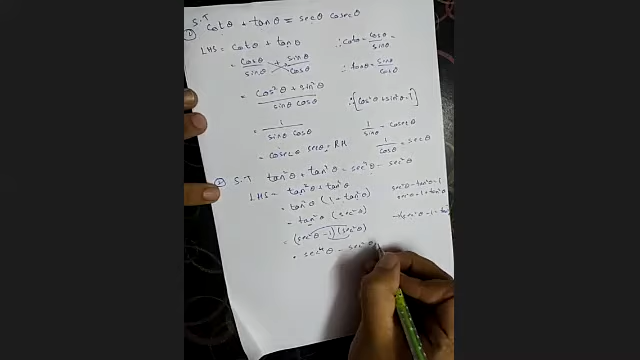 S.T
① cotθ + tanθ = secθ cosecθ
LHS = cotθ + tanθ ∴ cotθ = cosθ/sinθ =
= cosθ/sinθ + sinθ/cosθ ∴ tanθ = sinθ/cosθ
= cos²θ + sin²θ / sinθ cosθ ∴ [cos²θ + sin²θ = 1]
= 1 / sinθ cosθ 1/sinθ = cosecθ
= cosecθ secθ = RH 1/cosθ = secθ
② S.T tan⁴θ + tan²θ = sec⁴θ - sec²θ
LHS = tan²θ + tan⁴θ
= tan²θ (1 + tan²θ) sec²θ - tan²θ = 1
= tan²θ (sec²θ) sec²θ = 1 + tan²θ
= (sec²θ - 1)(sec²θ) sec²θ - 1 = tan²
= sec⁴θ - sec²θ